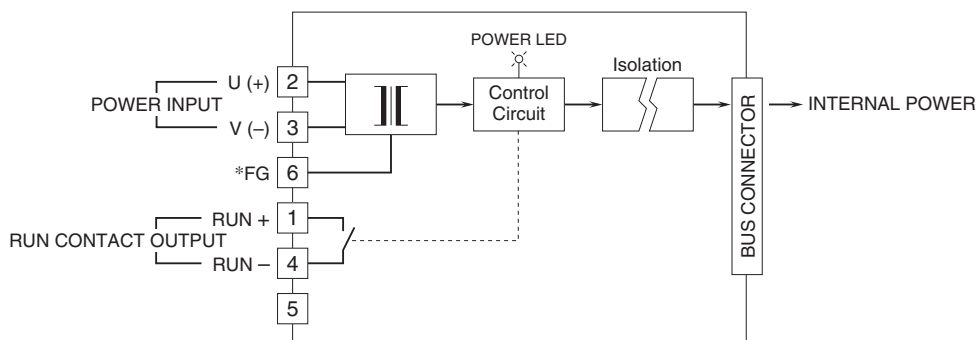 POWER LED
Isolation
U (+) 2
POWER INPUT
Control
Circuit
INTERNAL POWER
V (–) 3
*FG 6
BUS CONNECTOR
RUN + 1
RUN CONTACT OUTPUT
RUN – 4
5